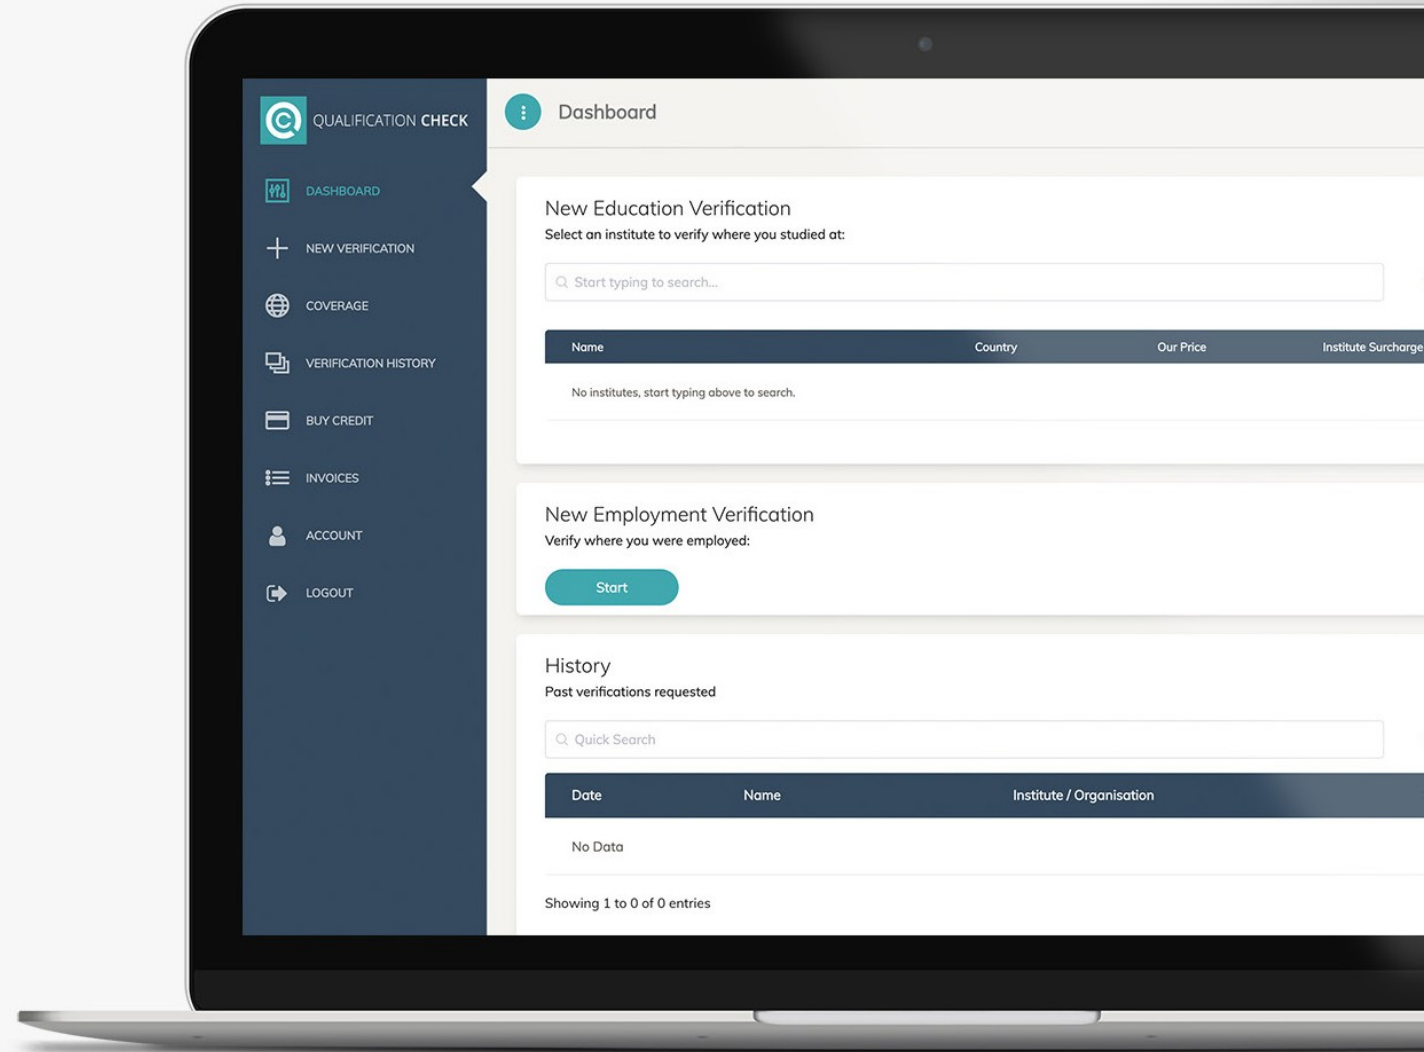 QUALIFICATION CHECK
DASHBOARD
NEW VERIFICATION
COVERAGE
VERIFICATION HISTORY
BUY CREDIT
INVOICES
ACCOUNT
LOGOUT
Dashboard
New Education Verification
Select an institute to verify where you studied at:
Start typing to search...
Name Country Our Price Institute Surcharge
No institutes, start typing above to search.
New Employment Verification
Verify where you were employed:
Start
History
Past verifications requested
Quick Search
Date Name Institute / Organisation
No Data
Showing 1 to 0 of 0 entries